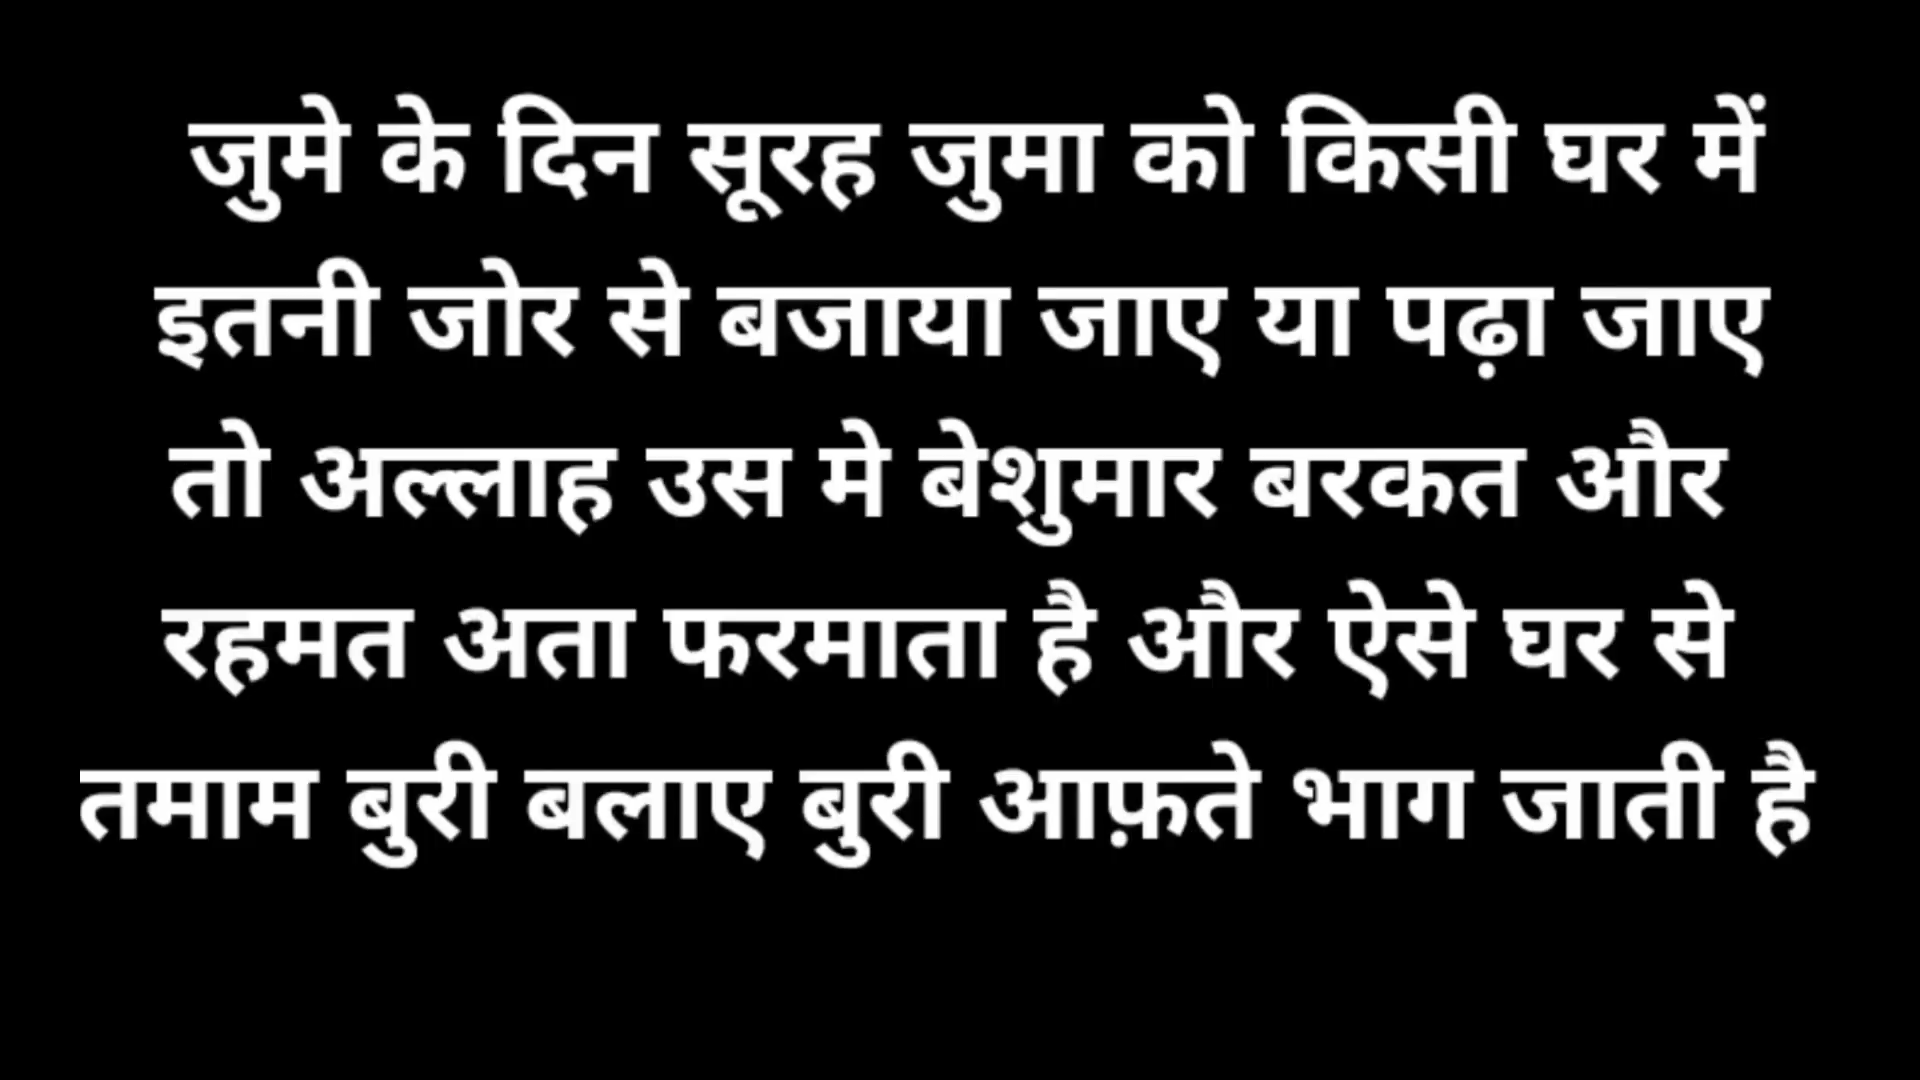 जुमे के दिन सूरह जुमा को किसी घर में
इतनी जोर से बजाया जाए या पढ़ा जाए
तो अल्लाह उस मे बेशुमार बरकत और
रहमत अता फरमाता है और ऐसे घर से
तमाम बुरी बलाए बुरी आफ़ते भाग जाती है